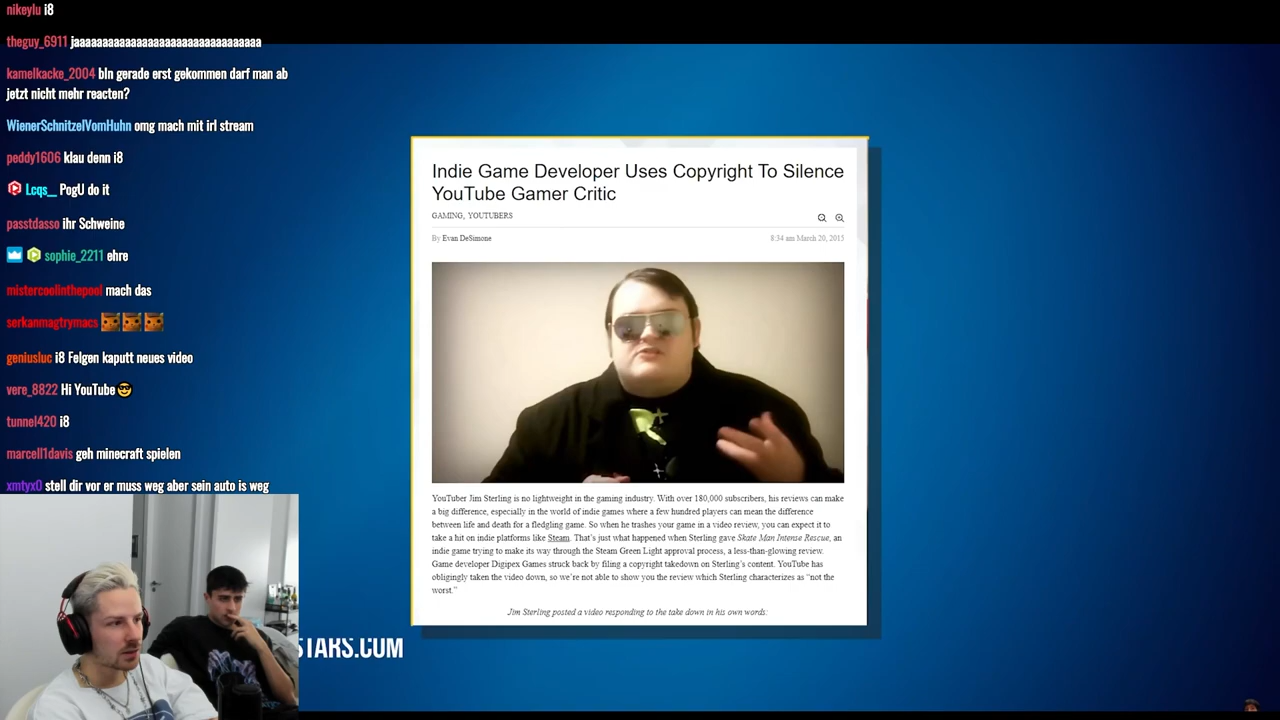 nikeylu i8
theguy_6911 jaaaaaaaaaaaaaaaaaaaaaaaaaaaaaaaa
kamelkacke_2004 bln gerade erst gekommen darf man ab
jetzt nicht mehr reacten?
WienerSchnitzelVomHuhn omg mach mit irl stream
peddy1606 klau denn i8
Lcqs__ PogU do it
passtdasso ihr Schweine
sophie_2211 ehre
mistercoolinthepool mach das
serkanmagtrymacs
geniusluc i8 Felgen kaputt neues video
vere_8822 Hi YouTube
tunnel420 i8
marcell1davis geh minecraft spielen
xmtyx0 stell dir vor er muss weg aber sein auto is weg
Indie Game Developer Uses Copyright To Silence
YouTube Gamer Critic
GAMING, YOUTUBERS
By Evan DeSimone
8:34 am March 20, 2013
YouTuber Jim Sterling is no lightweight in the gaming industry. With over 180,000 subscribers, his reviews can make
a big difference, especially in the world of indie games where a few hundred players can mean the difference
between life and death for a fledgling game. So when he trashes your game in a video review, you can expect it to
take a hit on indie platforms like Steam. That's just what happened when Sterling gave Skate Man Intense Rescue, an
indie game trying to make its way through the Steam Green Light approval process, a less-than-glowing review.
Game developer Digipex Games struck back by filing a copyright takedown on Sterling's content. YouTube has
obligingly taken the video down, so we're not able to show you the review which Sterling characterizes as "not the
worst."
Jim Sterling posted a video responding to the take down in his own words:
STARS.COM